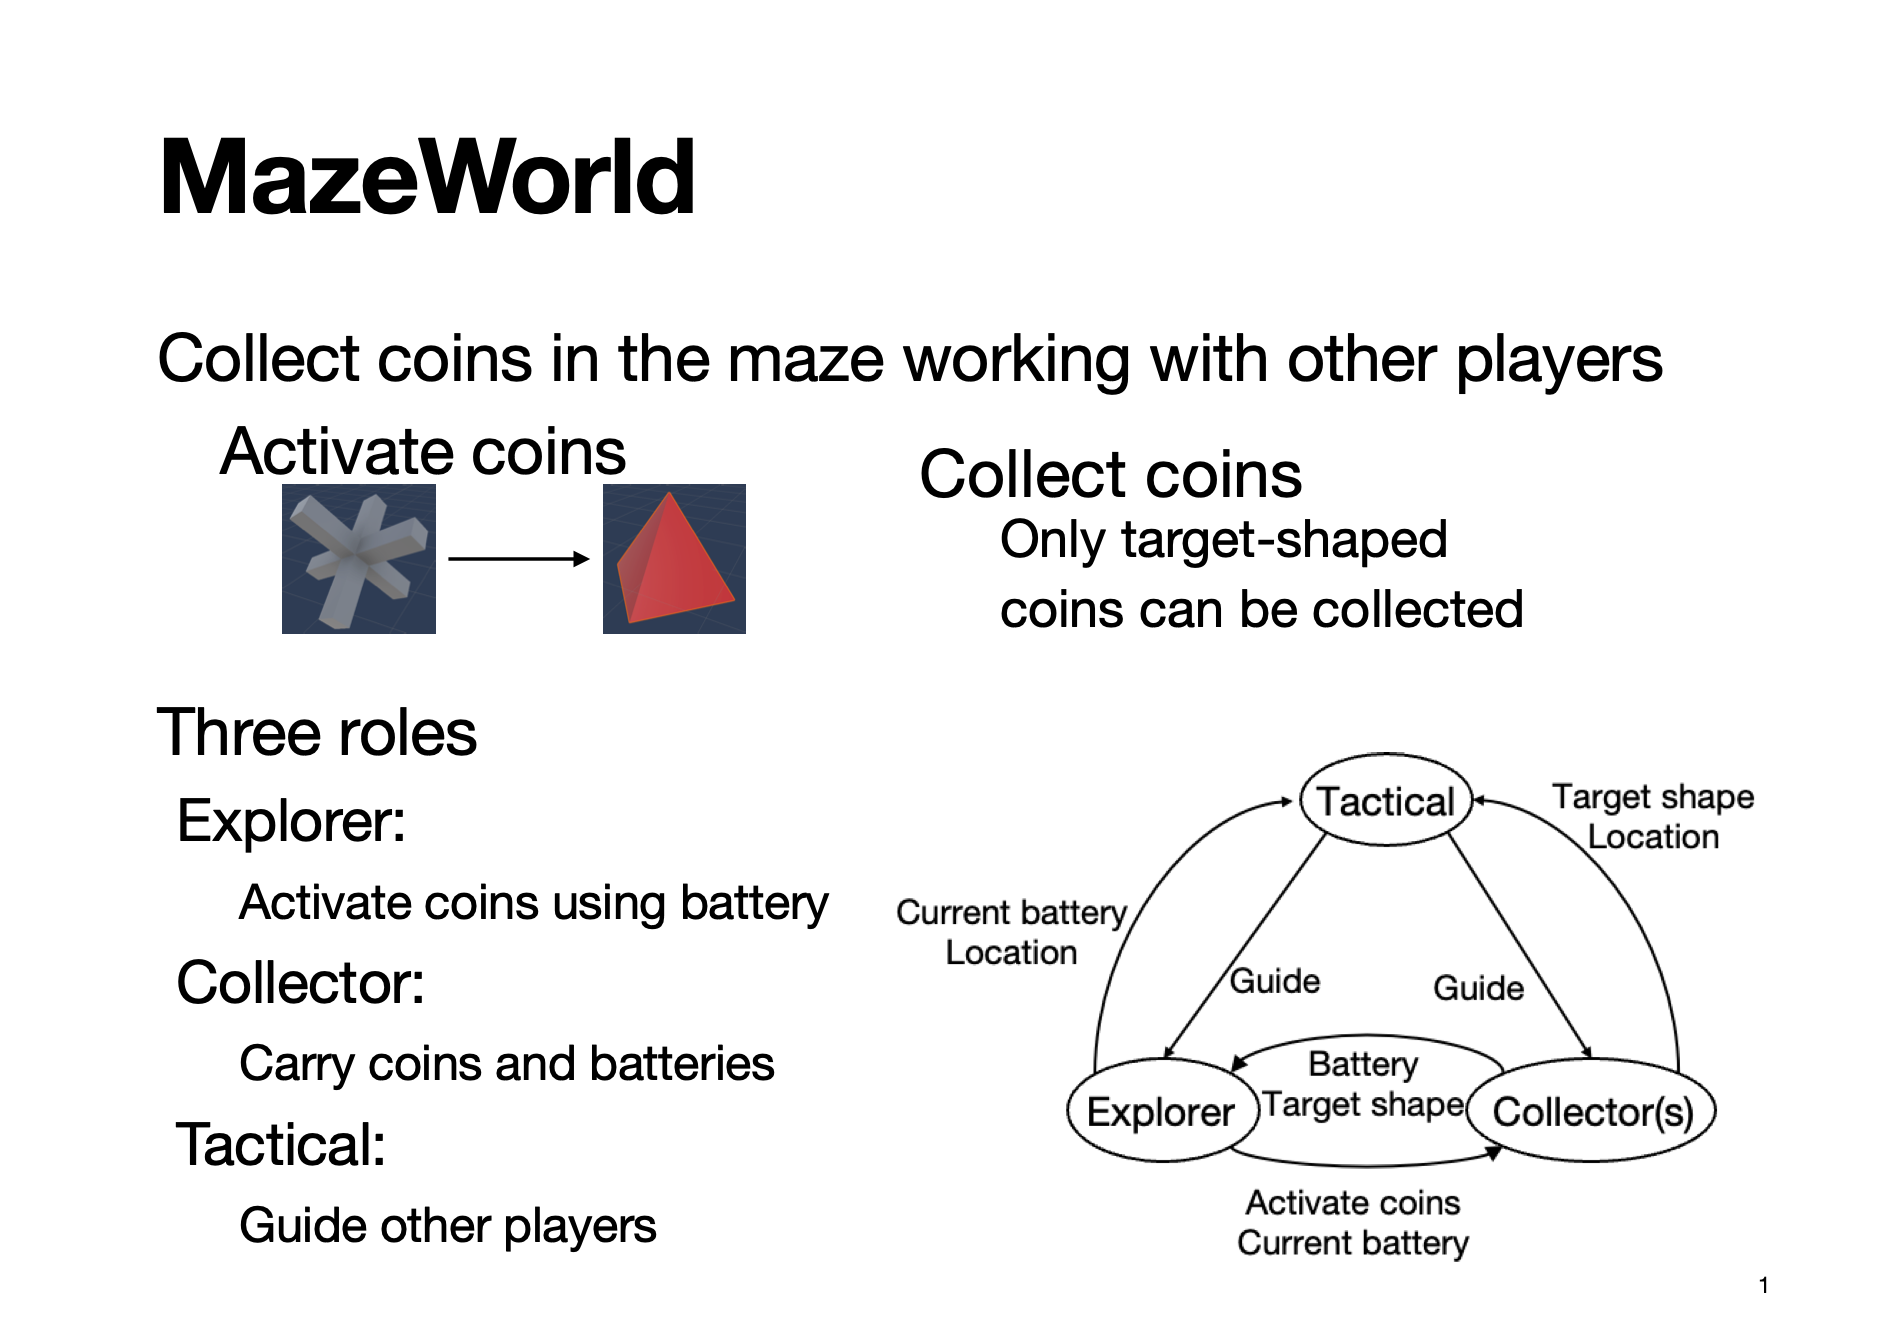 MazeWorld
Collect coins in the maze working with other players
Activate coins
Collect coins
Only target-shaped
coins can be collected
Three roles
Explorer:
Activate coins using battery
Collector:
Carry coins and batteries
Tactical:
Guide other players
Tactical
Target shape
Location
Current battery
Location
Guide
Guide
Battery
Target shape
Explorer
Collector(s)
Activate coins
Current battery
1